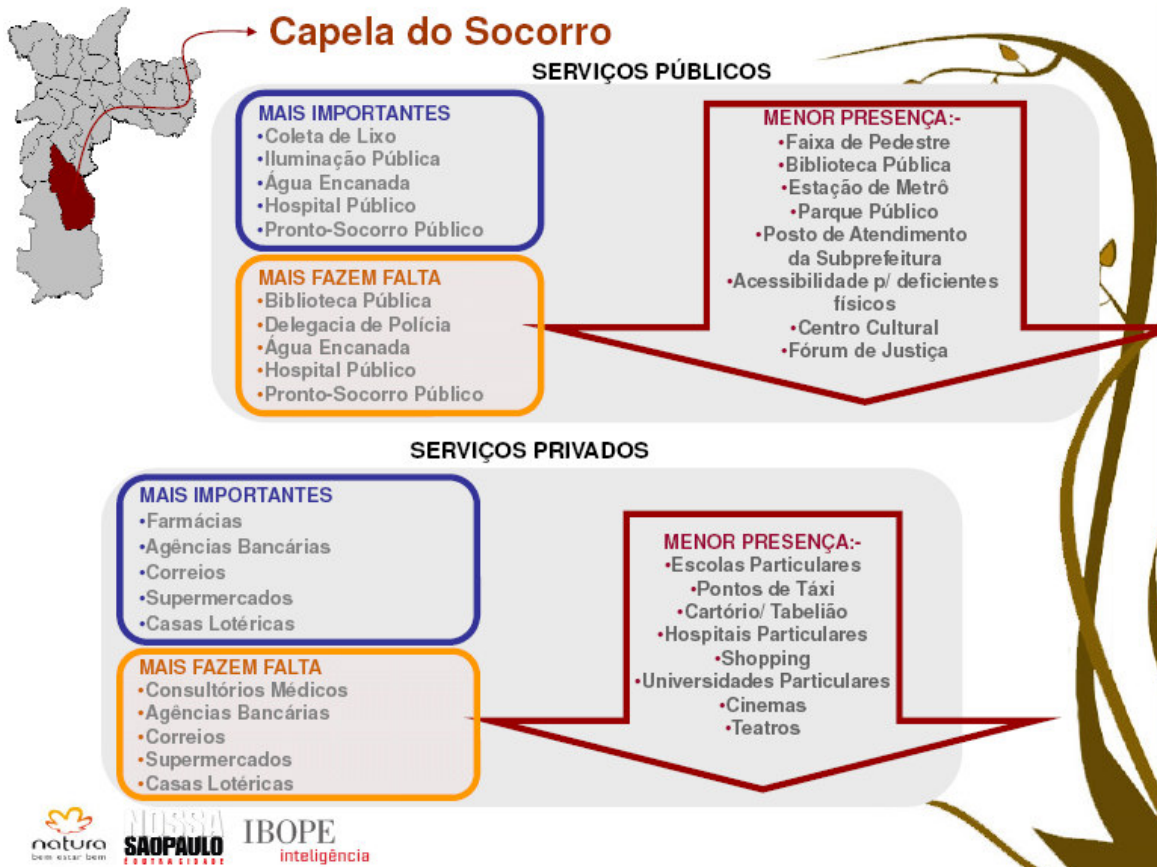 Capela do Socorro
SERVIÇOS PÚBLICOS
MAIS IMPORTANTES
•Coleta de Lixo
•Iluminação Pública
•Água Encanada
•Hospital Público
•Pronto-Socorro Público
MAIS FAZEM FALTA
•Biblioteca Pública
•Delegacia de Polícia
•Água Encanada
•Hospital Público
•Pronto-Socorro Público
MENOR PRESENÇA:-
•Faixa de Pedestre
•Biblioteca Pública
•Estação de Metrô
•Parque Público
•Posto de Atendimento
da Subprefeitura
•Acessibilidade p/ deficientes
físicos
•Centro Cultural
•Fórum de Justiça
SERVIÇOS PRIVADOS
MAIS IMPORTANTES
•Farmácias
•Agências Bancárias
•Correios
•Supermercados
•Casas Lotéricas
MAIS FAZEM FALTA
•Consultórios Médicos
•Agências Bancárias
•Correios
•Supermercados
•Casas Lotéricas
MENOR PRESENÇA:-
•Escolas Particulares
•Pontos de Táxi
•Cartório/ Tabelião
•Hospitais Particulares
•Shopping
•Universidades Particulares
•Cinemas
•Teatros
natura
bem estar bem
NOSSA
SAOPAULO
É OUTRA CIDADE
IBOPE
inteligência